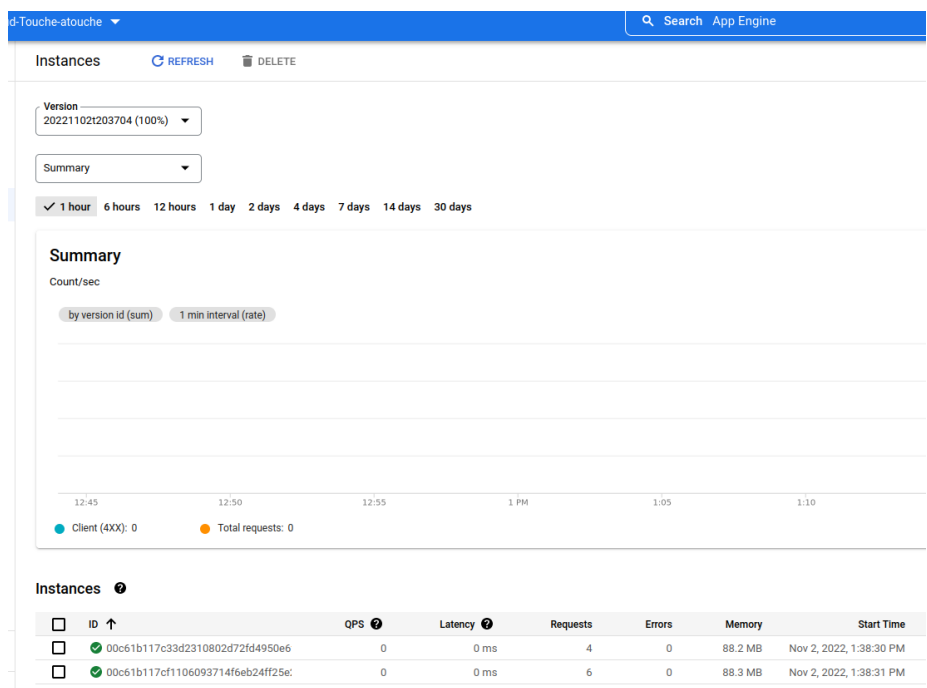 d-Touche-atouche
Search App Engine
Instances REFRESH DELETE
Version
20221102t203704 (100%)
Summary
1 hour 6 hours 12 hours 1 day 2 days 4 days 7 days 14 days 30 days
Summary
Count/sec
by version id (sum) 1 min interval (rate)
12:45 12:50 12:55 1 PM 1:05 1:10
Client (4XX): 0 Total requests: 0
Instances ?
ID QPS ? Latency ? Requests Errors Memory Start Time
00c61b117c33d2310802d72fd4950e6 0 0 ms 4 0 88.2 MB Nov 2, 2022, 1:38:30 PM
00c61b117cf1106093714f6eb24ff25e 0 0 ms 6 0 88.3 MB Nov 2, 2022, 1:38:31 PM